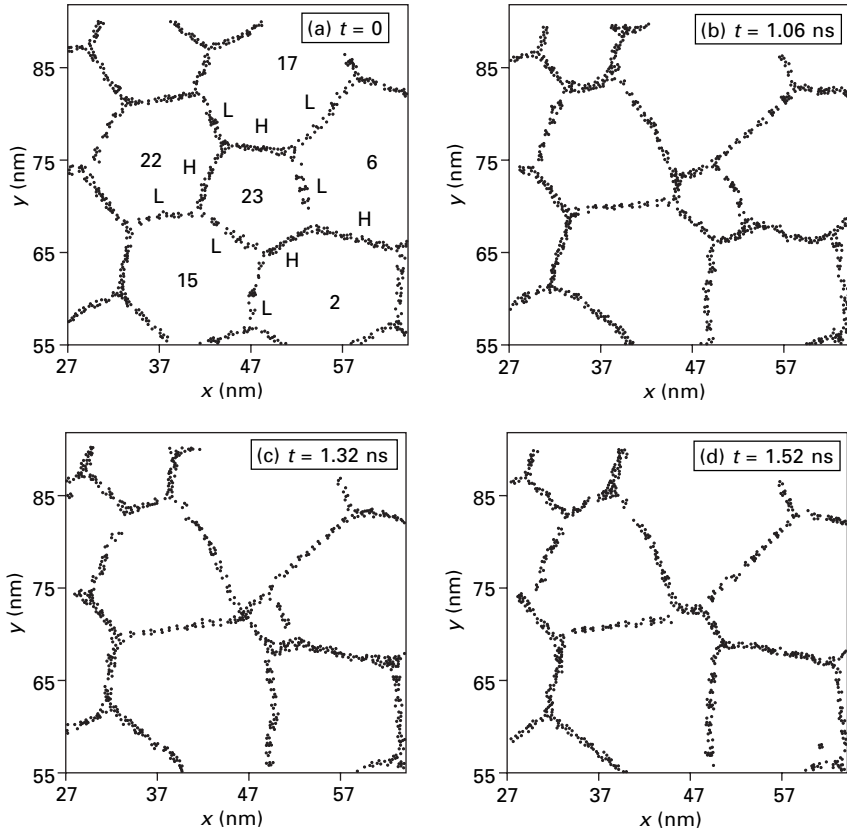 (a) t = 0
17
85
L
L
H
22
H
6
75
23
L
L
H
L
65
H
15
2
L
55
27
37
47
57
x (nm)
y (nm)
(b) t = 1.06 ns
85
75
65
55
27
37
47
57
x (nm)
y (nm)
(c) t = 1.32 ns
85
75
65
55
27
37
47
57
x (nm)
y (nm)
(d) t = 1.52 ns
85
75
65
55
27
37
47
57
x (nm)
y (nm)